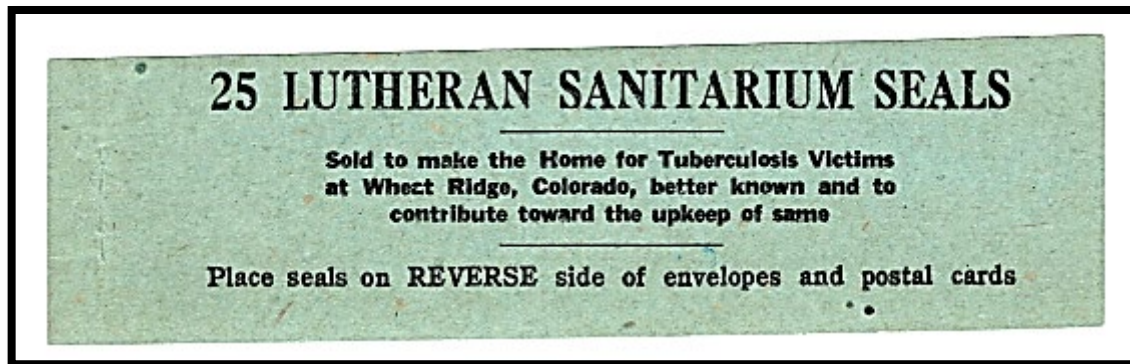 25 LUTHERAN SANITARIUM SEALS
Sold to make the Home for Tuberculosis Victims
at Wheat Ridge, Colorado, better known and to
contribute toward the upkeep of same
Place seals on REVERSE side of envelopes and postal cards